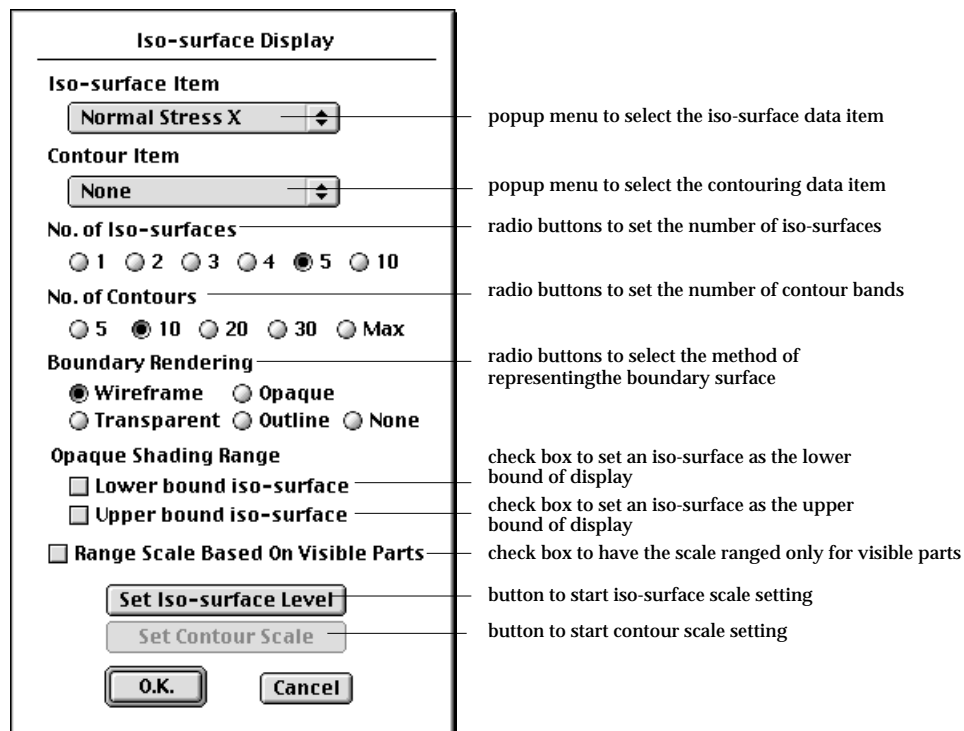 Iso-surface Display
Iso-surface Item
Normal Stress X
popup menu to select the iso-surface data item
Contour Item
None
popup menu to select the contouring data item
No. of Iso-surfaces
radio buttons to set the number of iso-surfaces
1 2 3 4 5 10
No. of Contours
radio buttons to set the number of contour bands
5 10 20 30 Max
Boundary Rendering
radio buttons to select the method of
representingthe boundary surface
Wireframe Opaque
Transparent Outline None
Opaque Shading Range
Lower bound iso-surface
check box to set an iso-surface as the lower
bound of display
Upper bound iso-surface
check box to set an iso-surface as the upper
bound of display
Range Scale Based On Visible Parts
check box to have the scale ranged only for visible parts
Set Iso-surface Level
button to start iso-surface scale setting
Set Contour Scale
button to start contour scale setting
O.K. Cancel